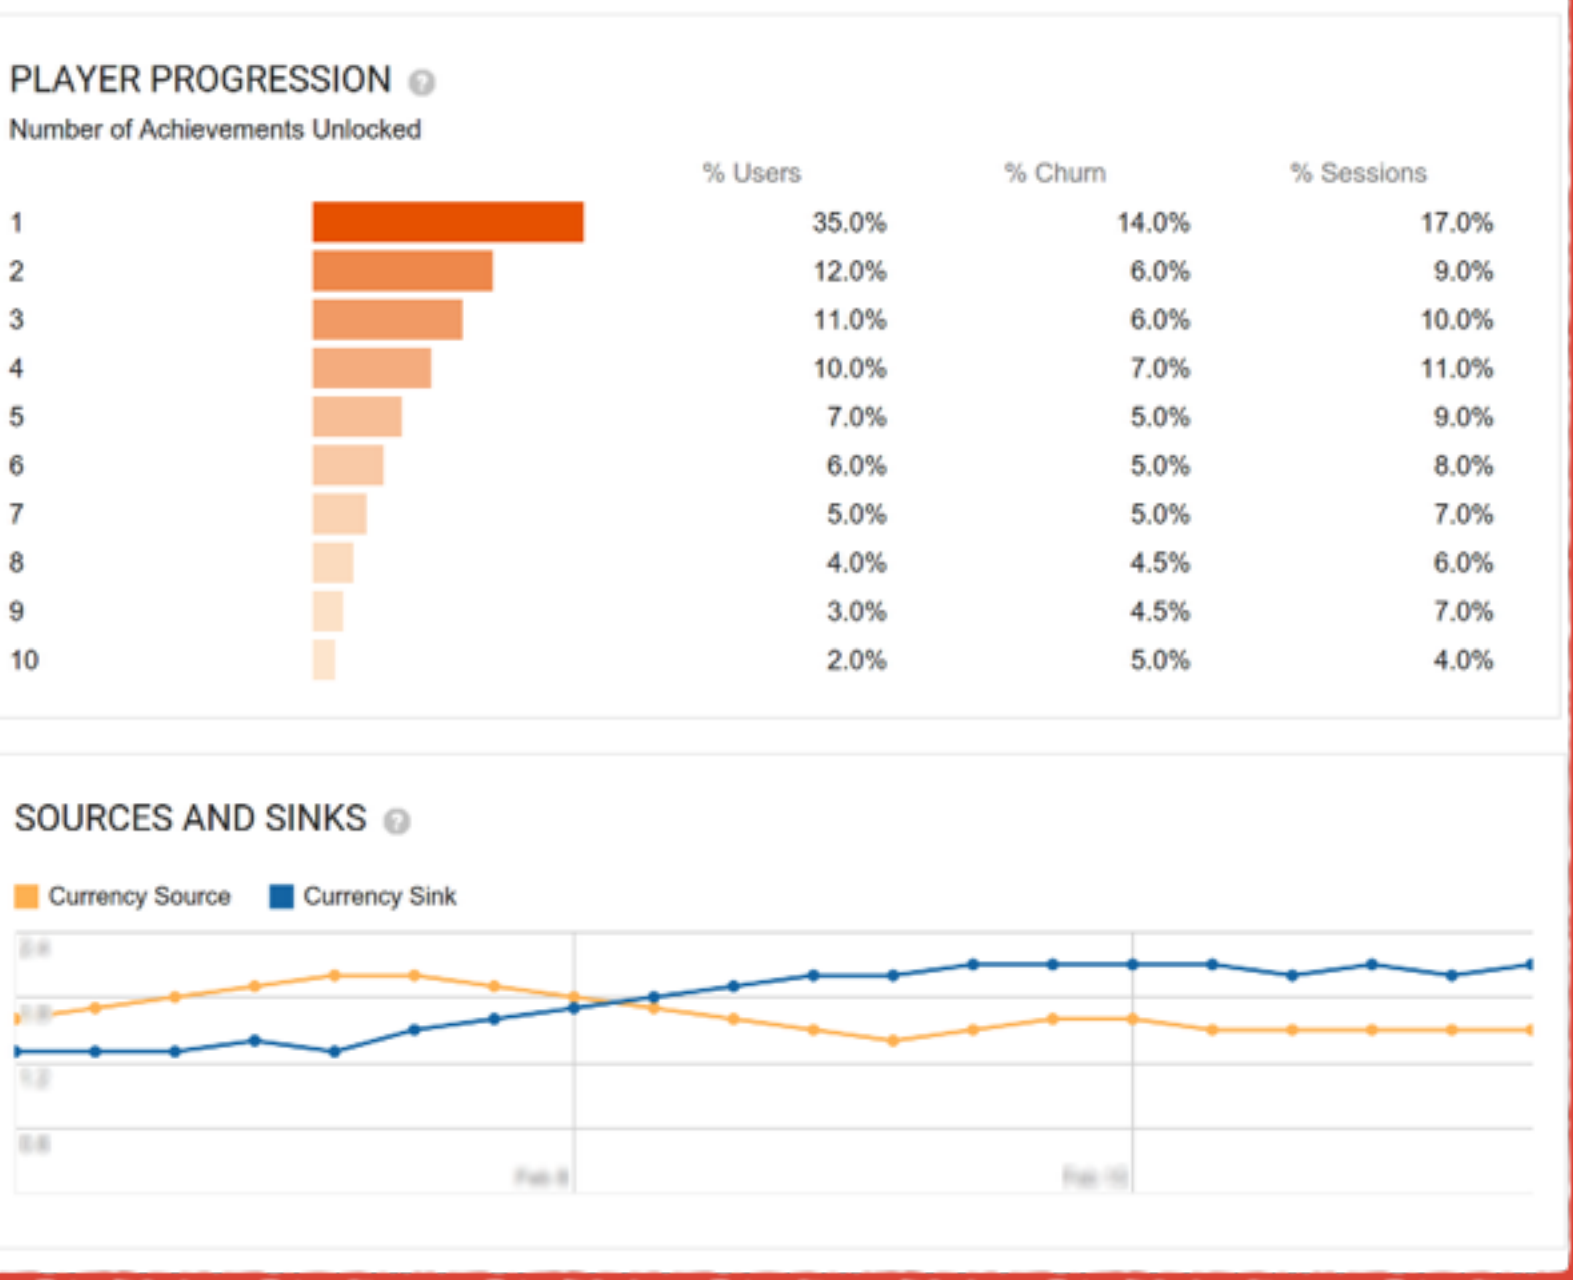 PLAYER PROGRESSION ?
Number of Achievements Unlocked
% Users % Churn % Sessions
1 35.0% 14.0% 17.0%
2 12.0% 6.0% 9.0%
3 11.0% 6.0% 10.0%
4 10.0% 7.0% 11.0%
5 7.0% 5.0% 9.0%
6 6.0% 5.0% 8.0%
7 5.0% 5.0% 7.0%
8 4.0% 4.5% 6.0%
9 3.0% 4.5% 7.0%
10 2.0% 5.0% 4.0%
SOURCES AND SINKS ?
Currency Source Currency Sink